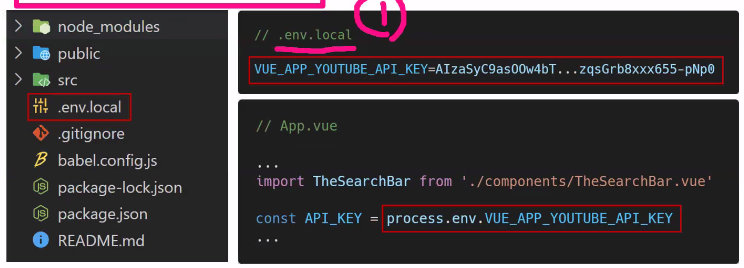 node_modules
public
src
.env.local
.gitignore
babel.config.js
package-lock.json
package.json
README.md
1
// .env.local
VUE_APP_YOUTUBE_API_KEY=AIzaSyC9asOOw4bT...zqsGrb8xxx655-pNp0
// App.vue
...
import TheSearchBar from './components/TheSearchBar.vue'
const API_KEY = process.env.VUE_APP_YOUTUBE_API_KEY
...